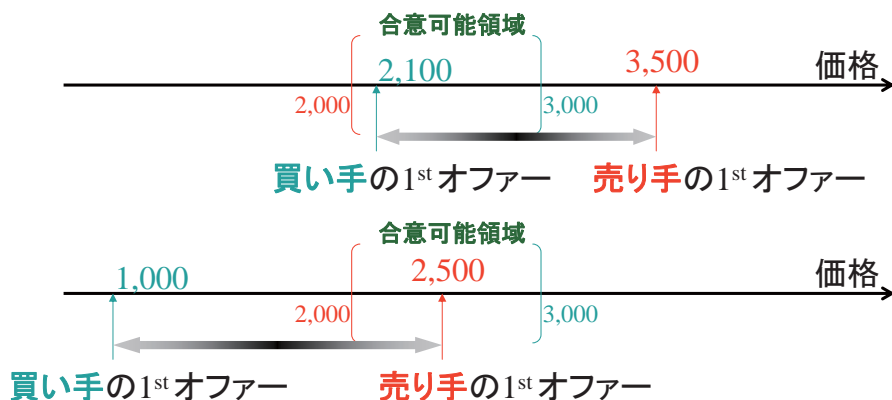 合意可能領域
2,100
3,500
価格
2,000
3,000
買い手の1st オファー
売り手の1st オファー
合意可能領域
1,000
2,500
価格
2,000
3,000
買い手の1st オファー
売り手の1st オファー